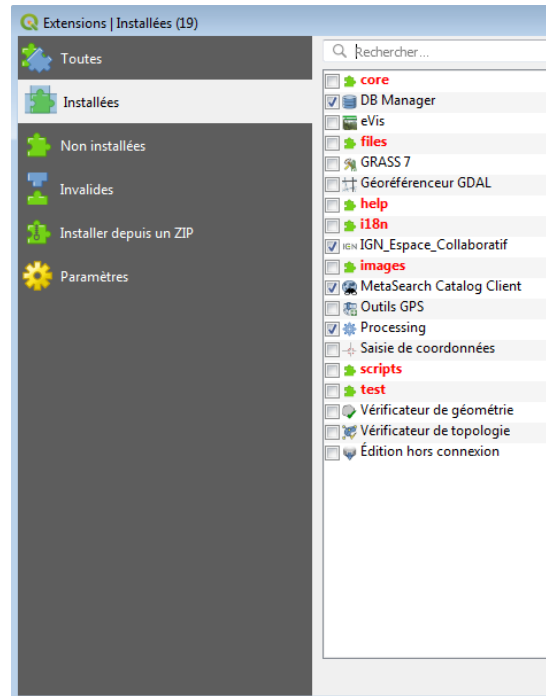 Extensions | Installées (19)
Toutes
Installées
Non installées
Invalides
Installer depuis un ZIP
Paramètres
Rechercher...
core
DB Manager
eVis
files
GRASS 7
Géoréférenceur GDAL
help
i18n
IGN IGN_Espace_Collaboratif
images
MetaSearch Catalog Client
Outils GPS
Processing
Saisie de coordonnées
scripts
test
Vérificateur de géométrie
Vérificateur de topologie
Édition hors connexion